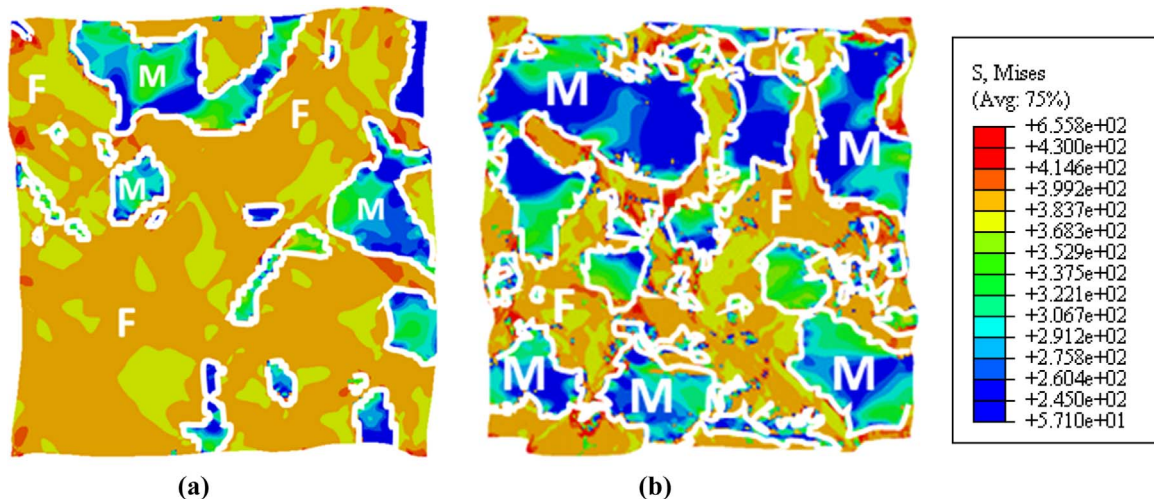 F
M
F
M
M
F
(a)
M
M
F
F
M
M
M
(b)
S, Mises
(Avg: 75%)
+6.558e+02
+4.300e+02
+4.146e+02
+3.992e+02
+3.837e+02
+3.683e+02
+3.529e+02
+3.375e+02
+3.221e+02
+3.067e+02
+2.912e+02
+2.758e+02
+2.604e+02
+2.450e+02
+5.710e+01